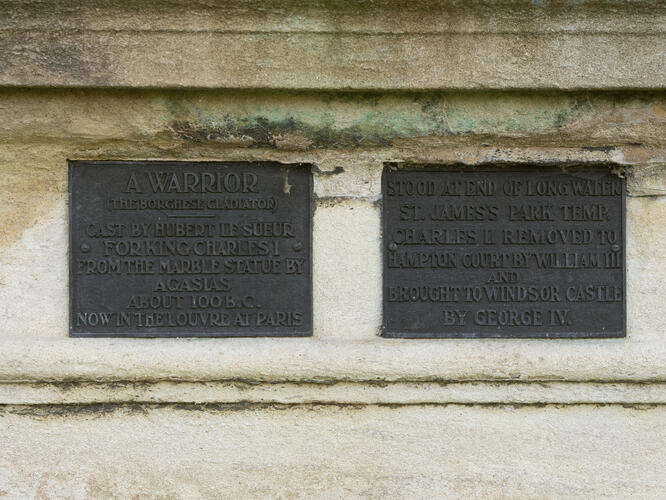 A WARRIOR
(THE BORGHESE GLADIATOR)
CAST BY HUBERT LE SUEUR
FOR KING CHARLES I
FROM THE MARBLE STATUE BY
AGASIAS
ABOUT 100 B.C.
NOW IN THE LOUVRE AT PARIS
STOOD AT END OF LONG WATER
ST. JAMES'S PARK TEMP.
CHARLES II REMOVED TO
HAMPTON COURT BY WILLIAM III
AND
BROUGHT TO WINDSOR CASTLE
BY GEORGE IV.